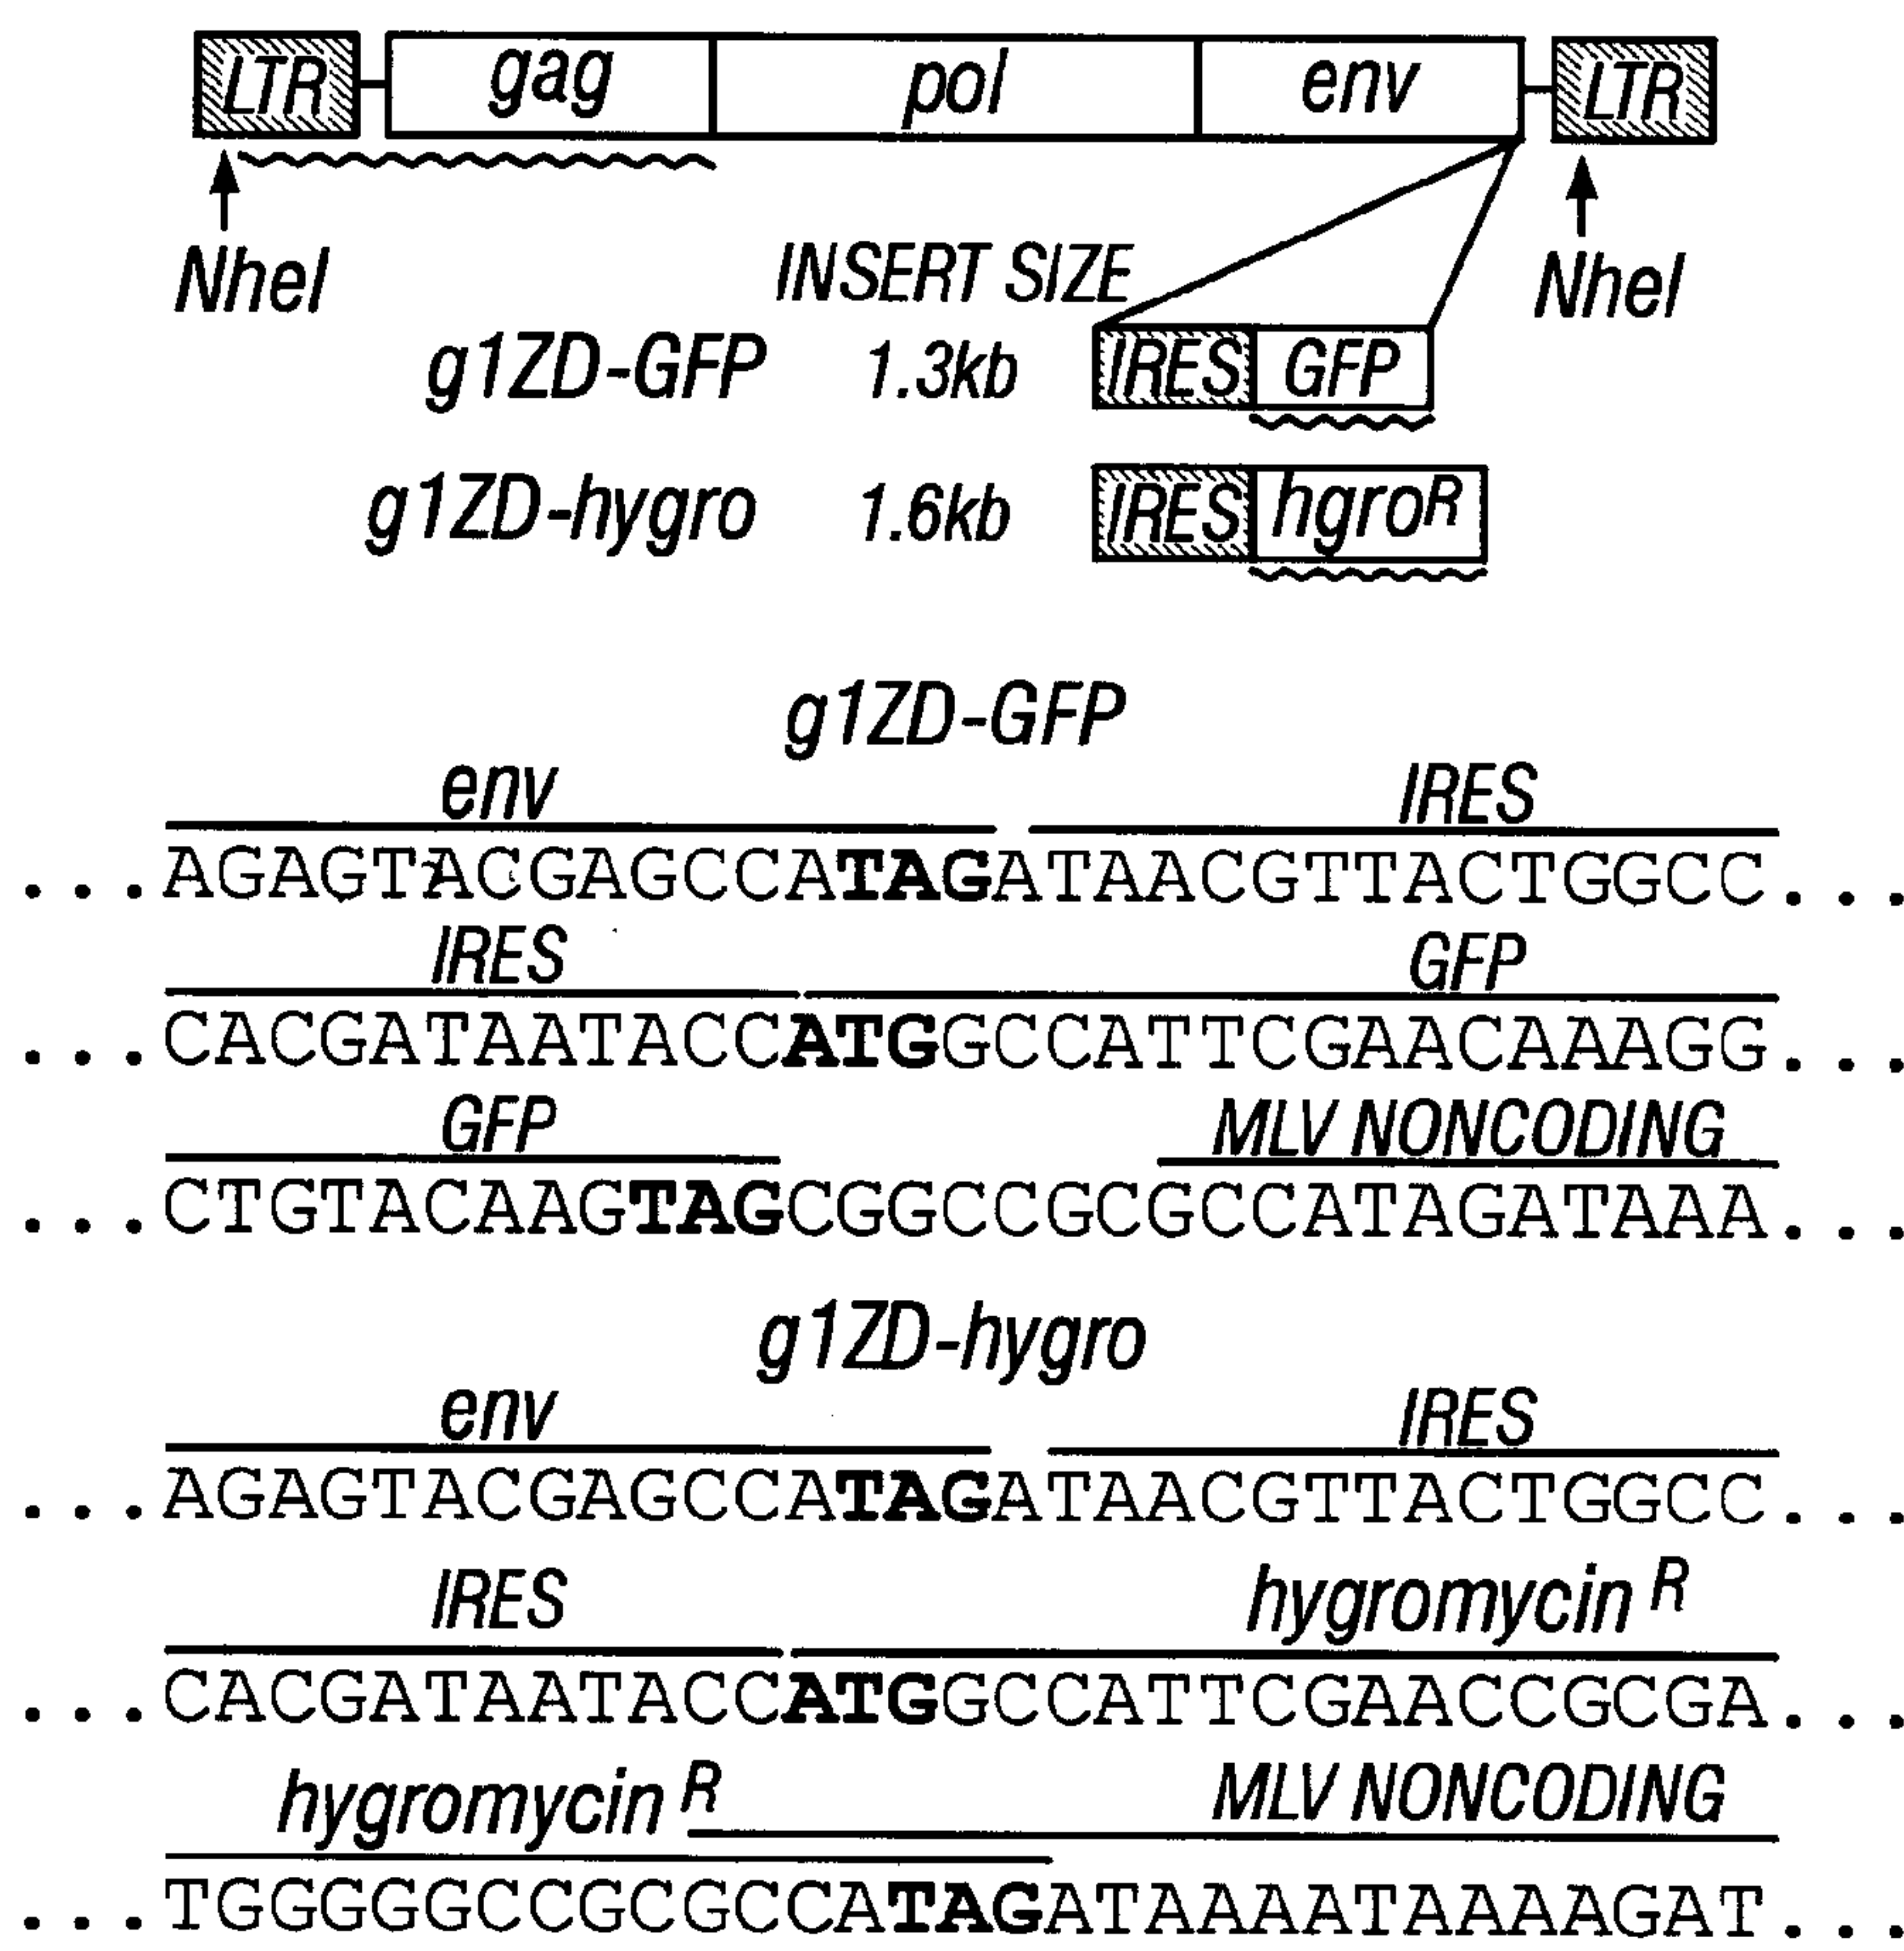 LTR gag pol env LTR
NheI INSERT SIZE NheI
g1ZD-GFP 1.3kb IRES GFP
g1ZD-hygro 1.6kb IRES hgroR
g1ZD-GFP
env IRES
...AGAGTACGAGCCATAGATAACGTTACTGGCC...
IRES GFP
...CACGATAATACCATGGCCATTCGAACAAAGG...
GFP MLV NONCODING
...CTGTACAAGTAGCGGCCGCGCCATAGATAAA...
g1ZD-hygro
env IRES
...AGAGTACGAGCCATAGATAACGTTACTGGCC...
IRES hygromycin R
...CACGATAATACCATGGCCATTCGAACCGCGA...
hygromycin R MLV NONCODING
...TGGGGGCCGCGCCATAGATAAAATAAAAGAT...